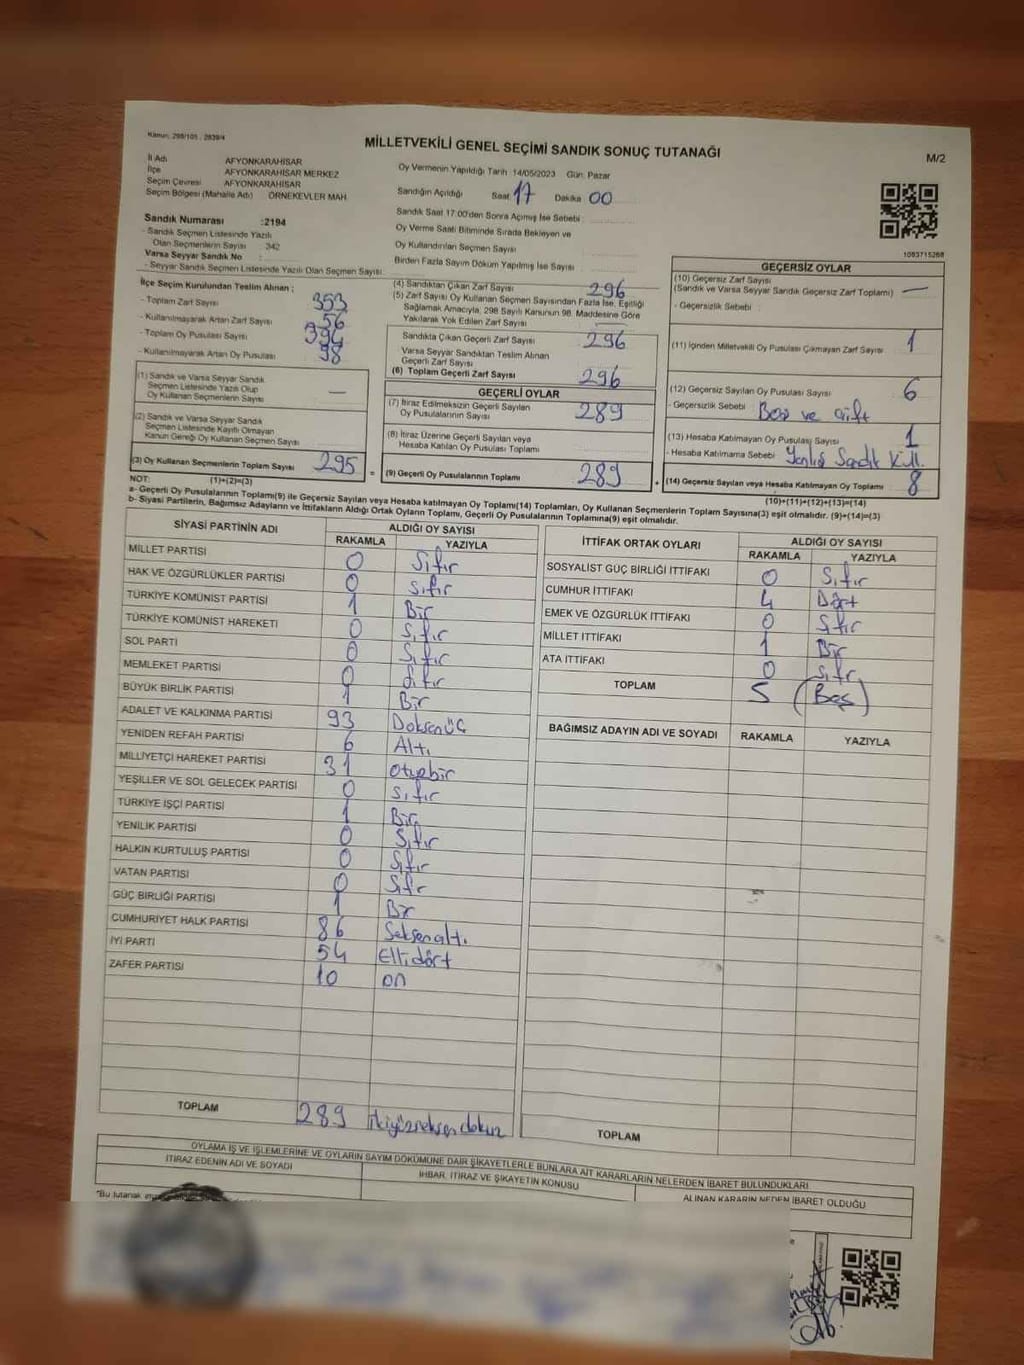 Kanun: 298/105 - 2839/4
MİLLETVEKİLİ GENEL SEÇİMİ SANDIK SONUÇ TUTANAĞI
M/2
İl Adı AFYONKARAHİSAR
İlçe AFYONKARAHİSAR MERKEZ
Seçim Çevresi AFYONKARAHİSAR
Seçim Bölgesi (Mahalle Adı) ÖRNEKEVLER MAH.
Sandık Numarası :2194
- Sandık Seçmen Listesinde Yazılı
Olan Seçmenlerin Sayısı : 342
Varsa Seyyar Sandık No :
- Seyyar Sandık Seçmen Listesinde Yazılı Olan Seçmen Sayısı:
Oy Vermenin Yapıldığı Tarih 14/05/2023 Gün: Pazar
Sandığın Açıldığı Saat 17 Dakika 00
Sandık Saat 17:00'den Sonra Açmış İse Sebebi :
Oy Verme Saati Bitiminde Sırada Bekleyen ve
Oy Kullandırılan Seçmen Sayısı
Birden Fazla Sayım Döküm Yapılmış İse Sayısı :
1083715268
İlçe Seçim Kurulundan Teslim Alınan ;
- Toplam Zarf Sayısı 353
- Kullanılmayarak Artan Zarf Sayısı 56
- Toplam Oy Pusulası Sayısı 394
- Kullanılmayarak Artan Oy Pusulası 98
(1) Sandık ve Varsa Seyyar Sandık
Seçmen Listesinde Yazılı Olup
Oy Kullanan Seçmenlerin Sayısı —
(2) Sandık ve Varsa Seyyar Sandık
Seçmen Listesinde Kayıtlı Olmayan
Kanun Gereği Oy Kullanan Seçmen Sayısı
(3) Oy Kullanan Seçmenlerin Toplam Sayısı 295
(4) Sandıktan Çıkan Zarf Sayısı 296
(5) Zarf Sayısı Oy Kullanan Seçmen Sayısından Fazla İse, Eşitliği
Sağlamak Amacıyla, 298 Sayılı Kanunun 98. Maddesine Göre
Yakılarak Yok Edilen Zarf Sayısı
Sandıkta Çıkan Geçerli Zarf Sayısı 296
Varsa Seyyar Sandıktan Teslim Alınan
Geçerli Zarf Sayısı
(6) Toplam Geçerli Zarf Sayısı 296
GEÇERLİ OYLAR
(7) İtiraz Edilmeksizin Geçerli Sayılan
Oy Pusulalarının Sayısı 289
(8) İtiraz Üzerine Geçerli Sayılan veya
Hesaba Katılan Oy Pusulası Toplamı
= (9) Geçerli Oy Pusulalarının Toplamı 289
GEÇERSİZ OYLAR
(10) Geçersiz Zarf Sayısı
(Sandık ve Varsa Seyyar Sandık Geçersiz Zarf Toplamı) —
- Geçersizlik Sebebi :
(11) İçinden Milletvekili Oy Pusulası Çıkmayan Zarf Sayısı 1
(12) Geçersiz Sayılan Oy Pusulası Sayısı 6
- Geçersizlik Sebebi Boş ve çift
(13) Hesaba Katılmayan Oy Pusulası Sayısı 1
- Hesaba Katılmama Sebebi Yanlış Sandık Kull.
+ (14) Geçersiz Sayılan veya Hesaba Katılmayan Oy Toplamı 8
NOT: (1)+(2)=(3)
(10)+(11)+(12)+(13)=(14)
a- Geçerli Oy Pusulalarının Toplamı(9) ile Geçersiz Sayılan veya Hesaba katılmayan Oy Toplamı(14) Toplamları, Oy Kullanan Seçmenlerin Toplam Sayısına(3) eşit olmalıdır. (9)+(14)=(3)
b- Siyasi Partilerin, Bağımsız Adayların ve İttifakların Aldığı Ortak Oyların Toplamı, Geçerli Oy Pusulalarının Toplamına(9) eşit olmalıdır.
SİYASİ PARTİNİN ADI ALDIĞI OY SAYISI
RAKAMLA YAZIYLA
MİLLET PARTİSİ 0 Sıfır
HAK VE ÖZGÜRLÜKLER PARTİSİ 0 Sıfır
TÜRKİYE KOMÜNİST PARTİSİ 1 Bir
TÜRKİYE KOMÜNİST HAREKETİ 0 Sıfır
SOL PARTİ 0 Sıfır
MEMLEKET PARTİSİ 0 Sıfır
BÜYÜK BİRLİK PARTİSİ 1 Bir
ADALET VE KALKINMA PARTİSİ 93 Doksanüç
YENİDEN REFAH PARTİSİ 6 Altı
MİLLİYETÇİ HAREKET PARTİSİ 31 Otuzbir
YEŞİLLER VE SOL GELECEK PARTİSİ 0 Sıfır
TÜRKİYE İŞÇİ PARTİSİ 1 Bir
YENİLİK PARTİSİ 0 Sıfır
HALKIN KURTULUŞ PARTİSİ 0 Sıfır
VATAN PARTİSİ 0 Sıfır
GÜÇ BİRLİĞİ PARTİSİ 1 Bir
CUMHURİYET HALK PARTİSİ 86 Seksenaltı
İYİ PARTİ 54 Ellidört
ZAFER PARTİSİ 10 on
TOPLAM 289 ikiyüzseksendokuz
İTTİFAK ORTAK OYLARI ALDIĞI OY SAYISI
RAKAMLA YAZIYLA
SOSYALİST GÜÇ BİRLİĞİ İTTİFAKI 0 Sıfır
CUMHUR İTTİFAKI 4 Dört
EMEK VE ÖZGÜRLÜK İTTİFAKI 0 Sıfır
MİLLET İTTİFAKI 1 Bir
ATA İTTİFAKI 0 Sıfır
TOPLAM 5 (Beş)
BAĞIMSIZ ADAYIN ADI VE SOYADI RAKAMLA YAZIYLA
TOPLAM
OYLAMA İŞ VE İŞLEMLERİNE VE OYLARIN SAYIM DÖKÜMÜNE DAİR ŞİKAYETLERLE BUNLARA AİT KARARLARIN NELERDEN İBARET BULUNDUKLARI
İTİRAZ EDENİN ADI VE SOYADI
İHBAR, İTİRAZ VE ŞİKAYETİN KONUSU
ALINAN KARARIN NEDEN İBARET OLDUĞU
"Bu tutanak